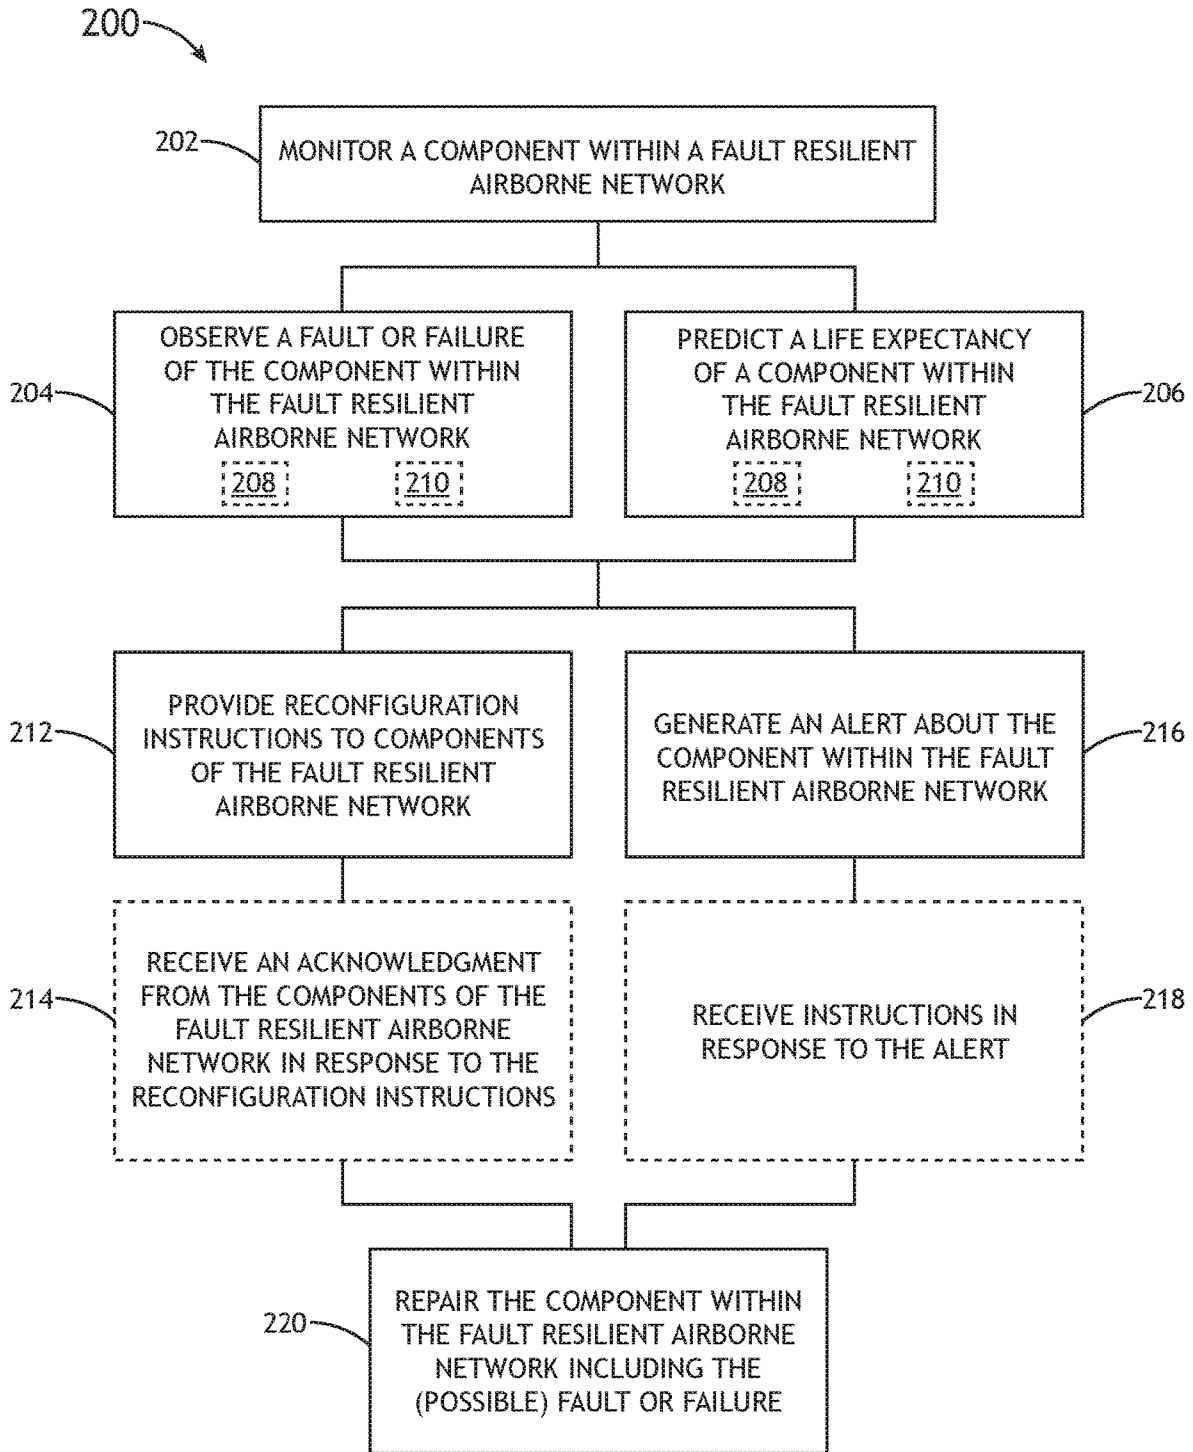 200
202
MONITOR A COMPONENT WITHIN A FAULT RESILIENT
AIRBORNE NETWORK
204
OBSERVE A FAULT OR FAILURE
OF THE COMPONENT WITHIN
THE FAULT RESILIENT
AIRBORNE NETWORK
208 210
PREDICT A LIFE EXPECTANCY
OF A COMPONENT WITHIN
THE FAULT RESILIENT
AIRBORNE NETWORK
208 210
206
212
PROVIDE RECONFIGURATION
INSTRUCTIONS TO COMPONENTS
OF THE FAULT RESILIENT
AIRBORNE NETWORK
GENERATE AN ALERT ABOUT THE
COMPONENT WITHIN THE FAULT
RESILIENT AIRBORNE NETWORK
216
214
RECEIVE AN ACKNOWLEDGMENT
FROM THE COMPONENTS OF THE
FAULT RESILIENT AIRBORNE
NETWORK IN RESPONSE TO THE
RECONFIGURATION INSTRUCTIONS
RECEIVE INSTRUCTIONS IN
RESPONSE TO THE ALERT
218
220
REPAIR THE COMPONENT WITHIN
THE FAULT RESILIENT AIRBORNE
NETWORK INCLUDING THE
(POSSIBLE) FAULT OR FAILURE